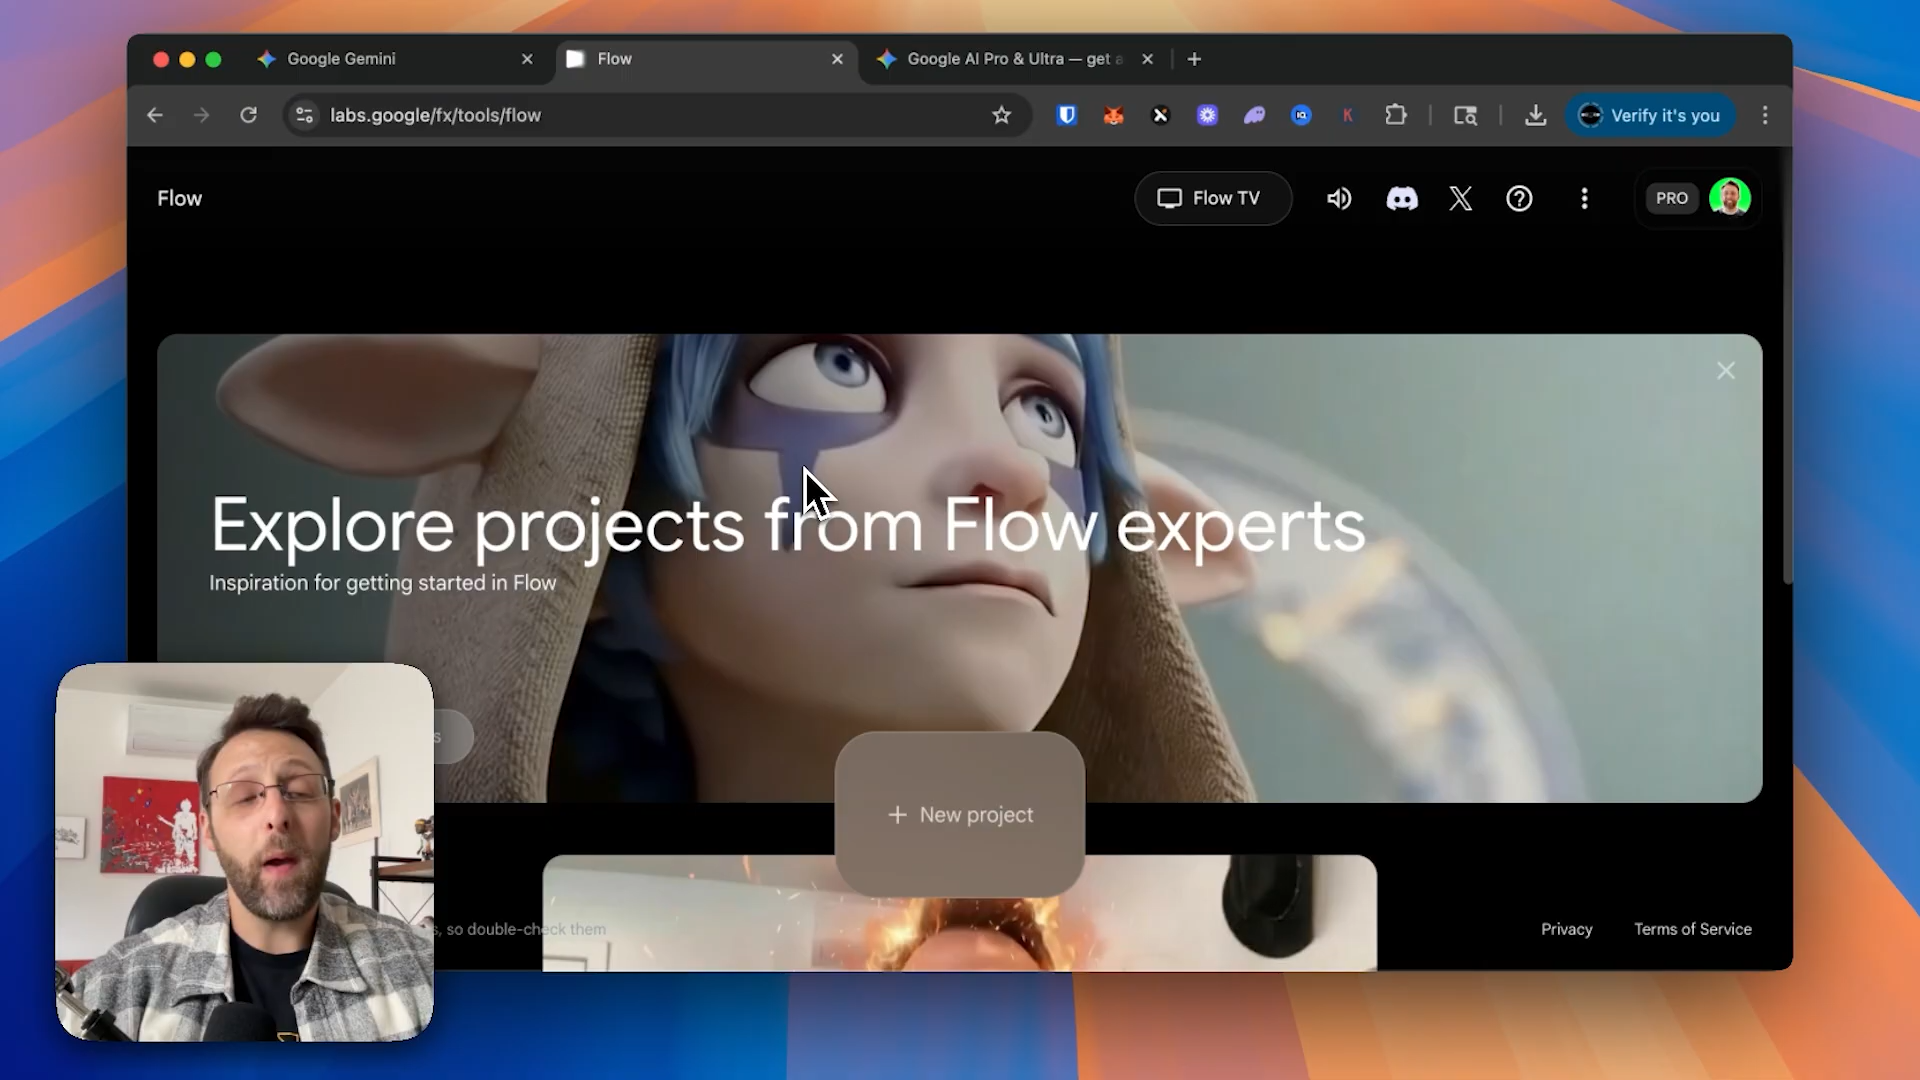 Google Gemini
Flow
Google AI Pro & Ultra — get a
labs.google/fx/tools/flow
Verify it's you
Flow
Flow TV
PRO
Explore projects from Flow experts
Inspiration for getting started in Flow
s
+ New project
s, so double-check them
Privacy
Terms of Service